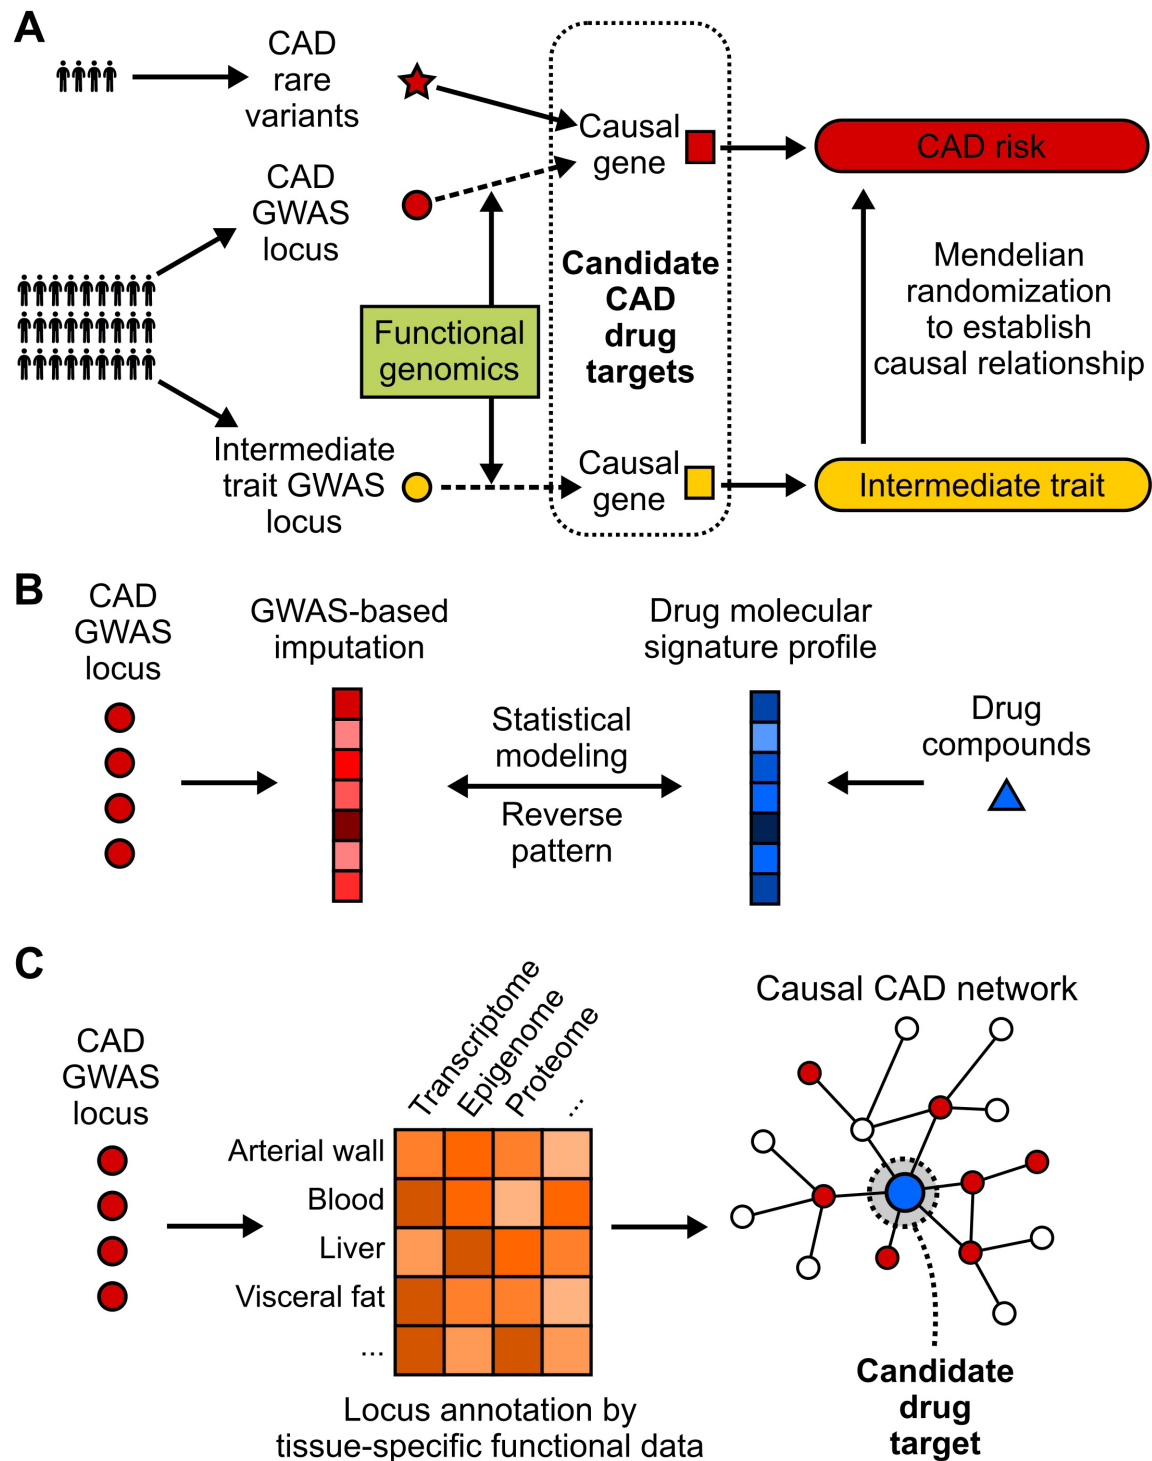 A
CAD
rare
variants
CAD
GWAS
locus
Functional
genomics
Intermediate
trait GWAS
locus
Causal
gene
Candidate
CAD
drug
targets
Causal
gene
CAD risk
Mendelian
randomization
to establish
causal relationship
Intermediate trait
B
CAD
GWAS
locus
GWAS-based
imputation
Statistical
modeling
Reverse
pattern
Drug molecular
signature profile
Drug
compounds
C
CAD
GWAS
locus
Transcriptome
Epigenome
Proteome
...
Arterial wall
Blood
Liver
Visceral fat
...
Locus annotation by
tissue-specific functional data
Causal CAD network
Candidate
drug
target